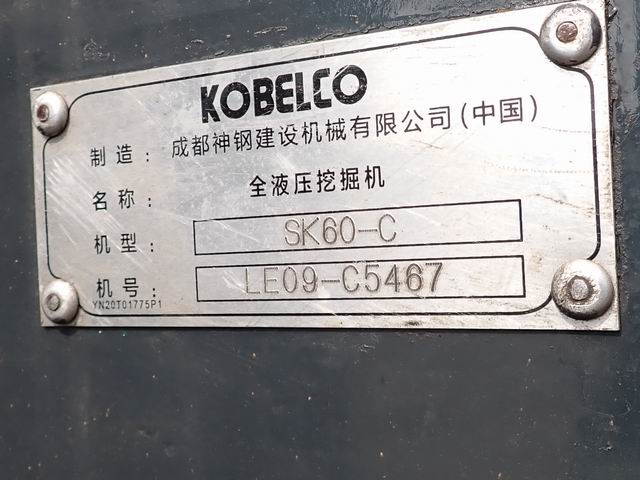 KOBELCO
制造： 成都神钢建设机械有限公司(中国)
名称： 全液压挖掘机
机型： SK60-C
机号： LE09-C5467
YN20T01775P1